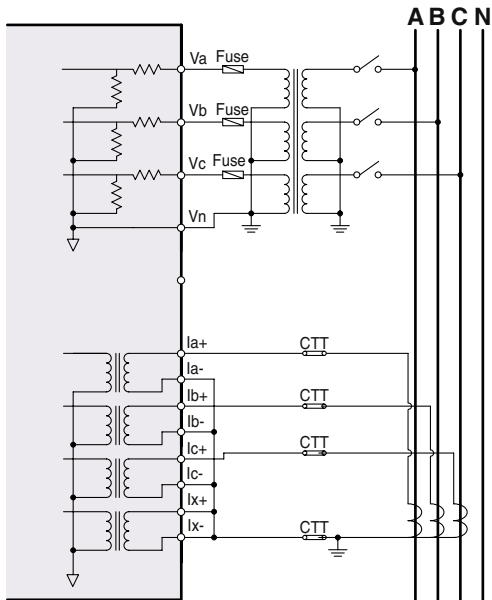 A B C N
Va Fuse
Vb Fuse
Vc Fuse
Vn
Ia+ CTT
Ia-
Ib+ CTT
Ib-
Ic+ CTT
Ic-
Ix+
Ix- CTT